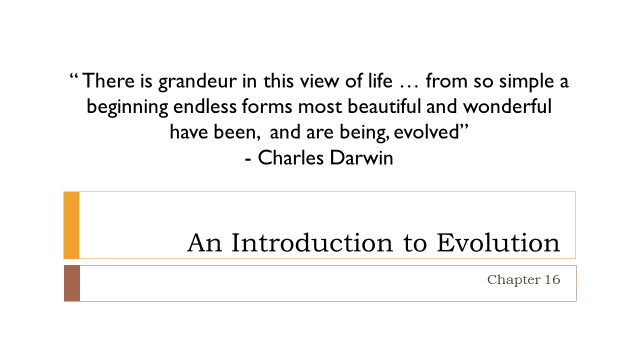 “ There is grandeur in this view of life … from so simple a
beginning endless forms most beautiful and wonderful
have been, and are being, evolved”
- Charles Darwin
An Introduction to Evolution
Chapter 16